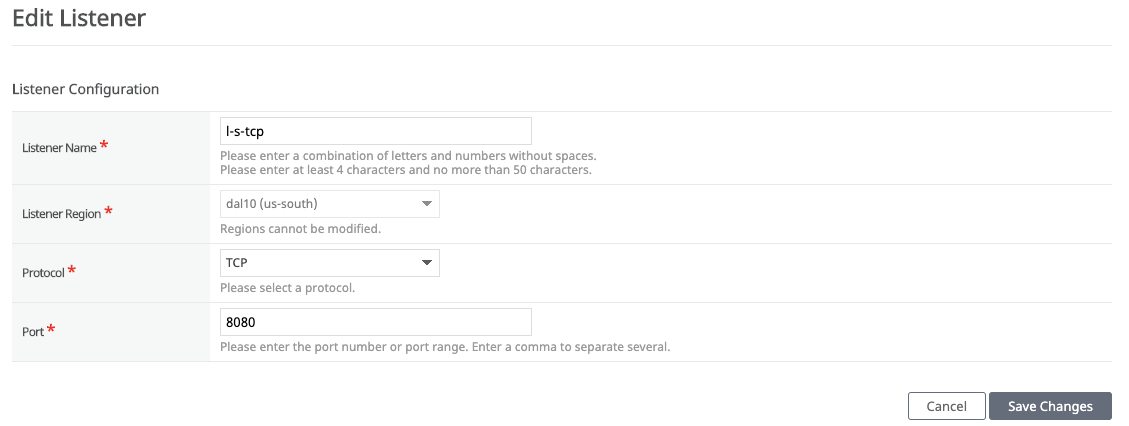 Edit Listener
Listener Configuration
Listener Name *
l-s-tcp
Please enter a combination of letters and numbers without spaces.
Please enter at least 4 characters and no more than 50 characters.
Listener Region *
dal10 (us-south)
Regions cannot be modified.
Protocol *
TCP
Please select a protocol.
Port *
8080
Please enter the port number or port range. Enter a comma to separate several.
Cancel
Save Changes